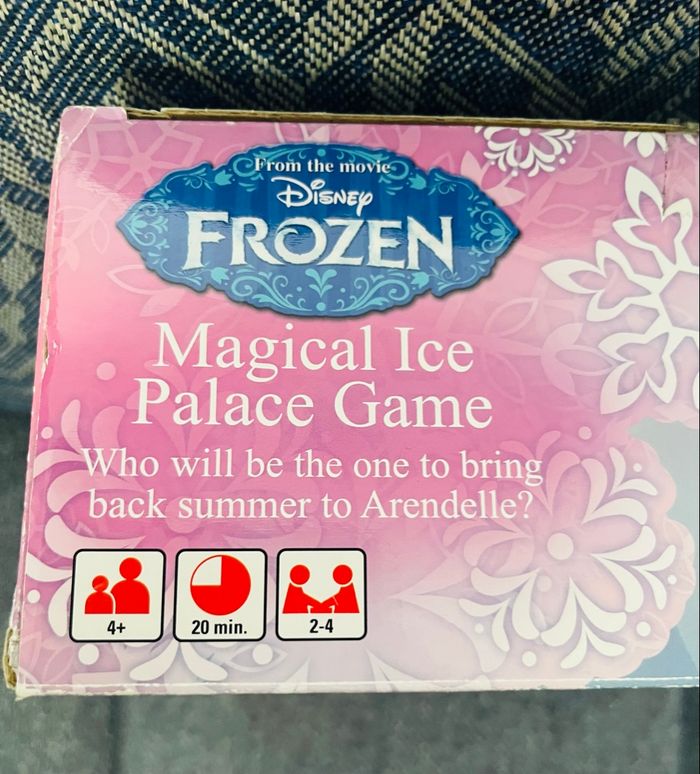 From the movie
Disney
FROZEN
Magical Ice
Palace Game
Who will be the one to bring
back summer to Arendelle?
4+
20 min.
2-4